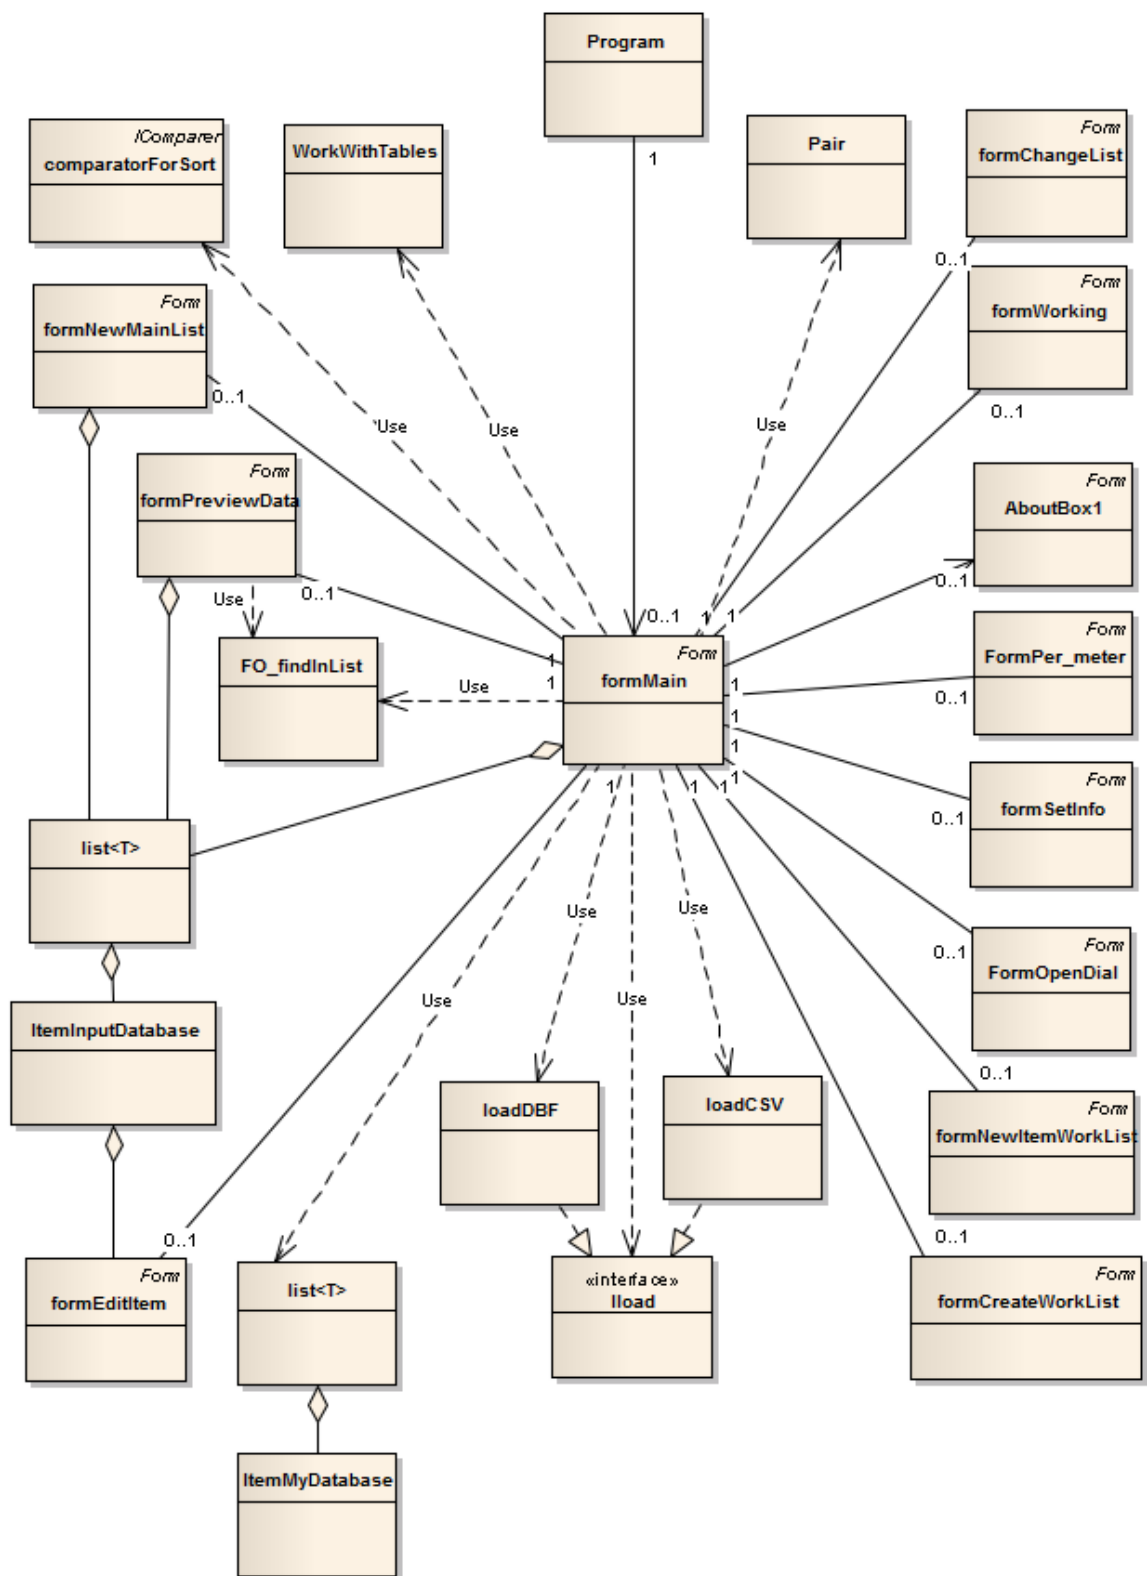 Program
1
IComparer
comparatorForSort
WorkWithTables
Pair
Form
formChangeList
0..1
Form
formNewMainList
0..1
Form
formWorking
0..1
Use
Use
Use
Form
formPreviewData
0..1
Use
Form
AboutBox1
0..1
FO_findInList
Use
0..1
1
1
1
1
Form
formMain
1
1
1
1
1
1
1
Form
FormPer_meter
0..1
Form
formSetInfo
0..1
list<T>
Use
Use
Form
FormOpenDial
0..1
ItemInputDatabase
Use
Use
loadDBF
loadCSV
0..1
Form
formNewItemWorkList
0..1
Form
formEditItem
0..1
list<T>
«interface»
Iload
Form
formCreateWorkList
ItemMyDatabase